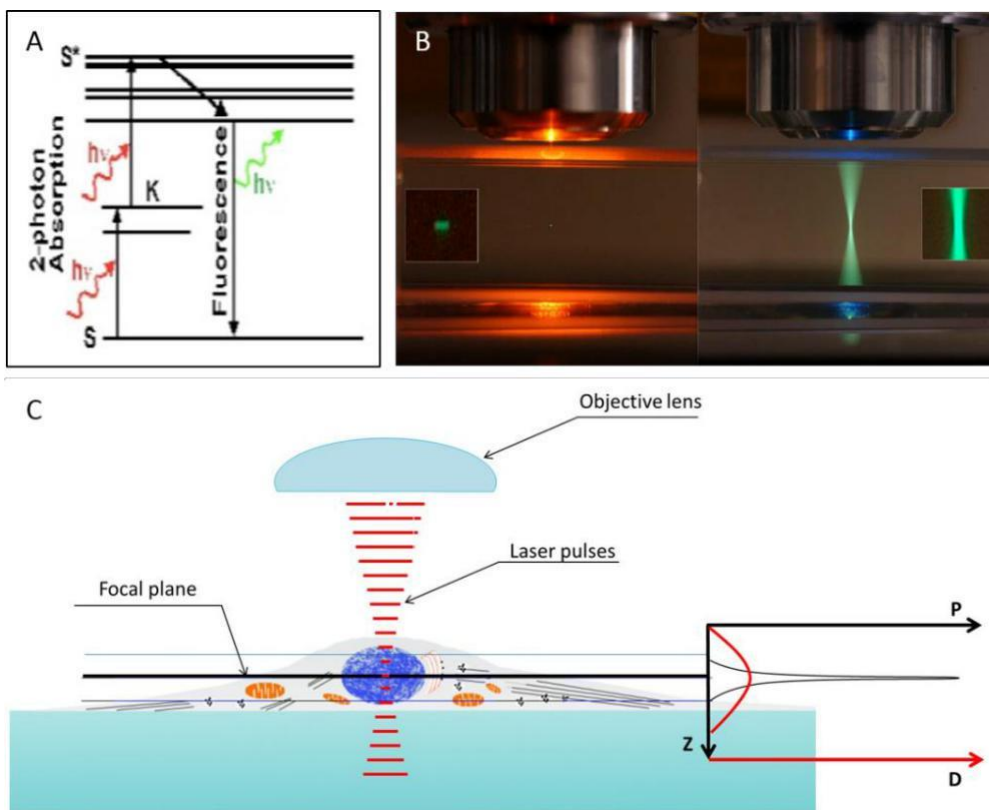 A
S*
hν
K
2-photon
Absorption
hν
Fluorescence
hν
S
B
C
Objective lens
Laser pulses
Focal plane
P
Z
D